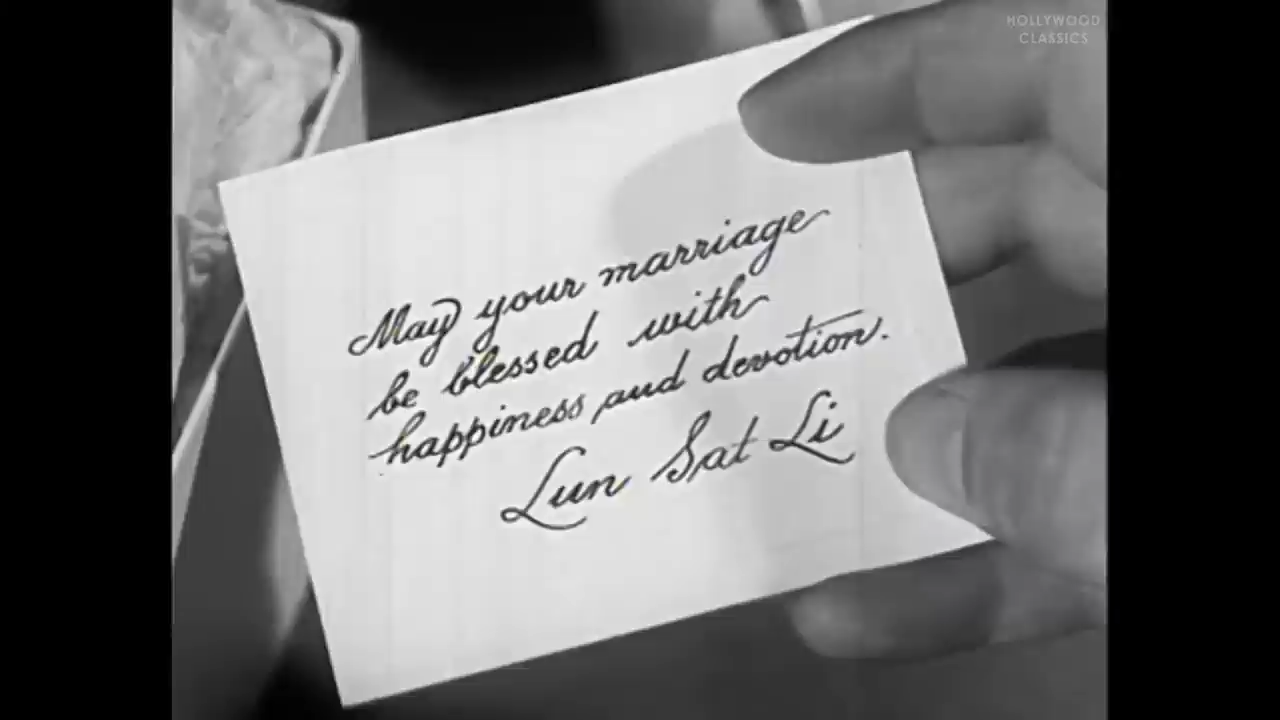 HOLLYWOOD
CLASSICS
May your marriage
be blessed with
happiness and devotion.
Lun Sat Li